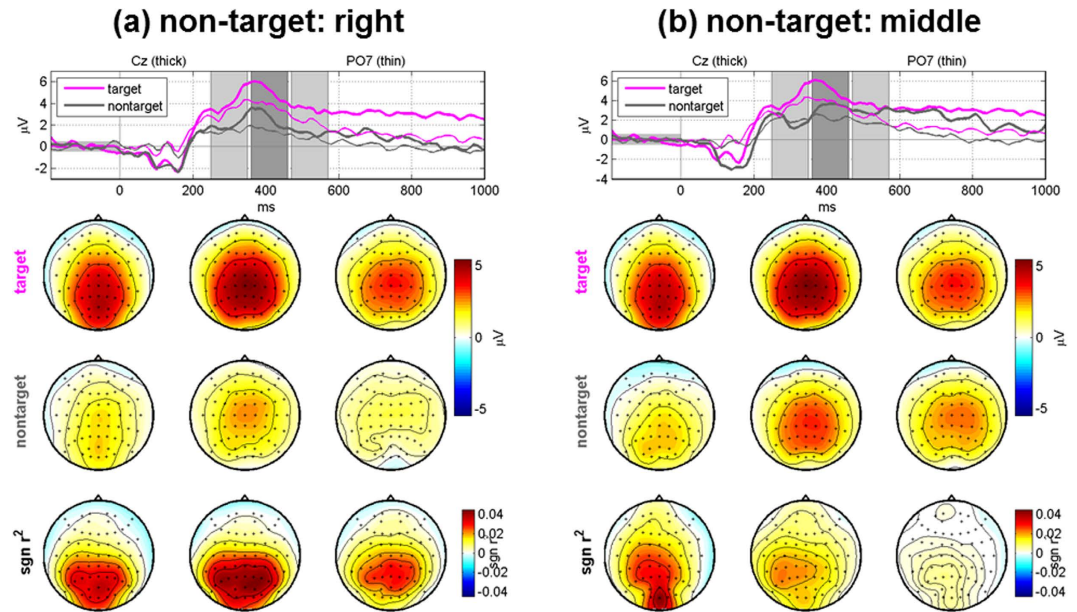 (a) non-target: right
Cz (thick)
PO7 (thin)
target
nontarget
6
4
2
0
-2
μV
0
200
400
600
800
1000
ms
target
nontarget
sgn r²
5
0
-5
μV
0.04
0.02
0
-0.02
-0.04
sgn r²
(b) non-target: middle
Cz (thick)
PO7 (thin)
target
nontarget
6
4
2
0
-2
-4
μV
0
200
400
600
800
1000
ms
target
nontarget
sgn r²
5
0
-5
μV
0.04
0.02
0
-0.02
-0.04
sgn r²